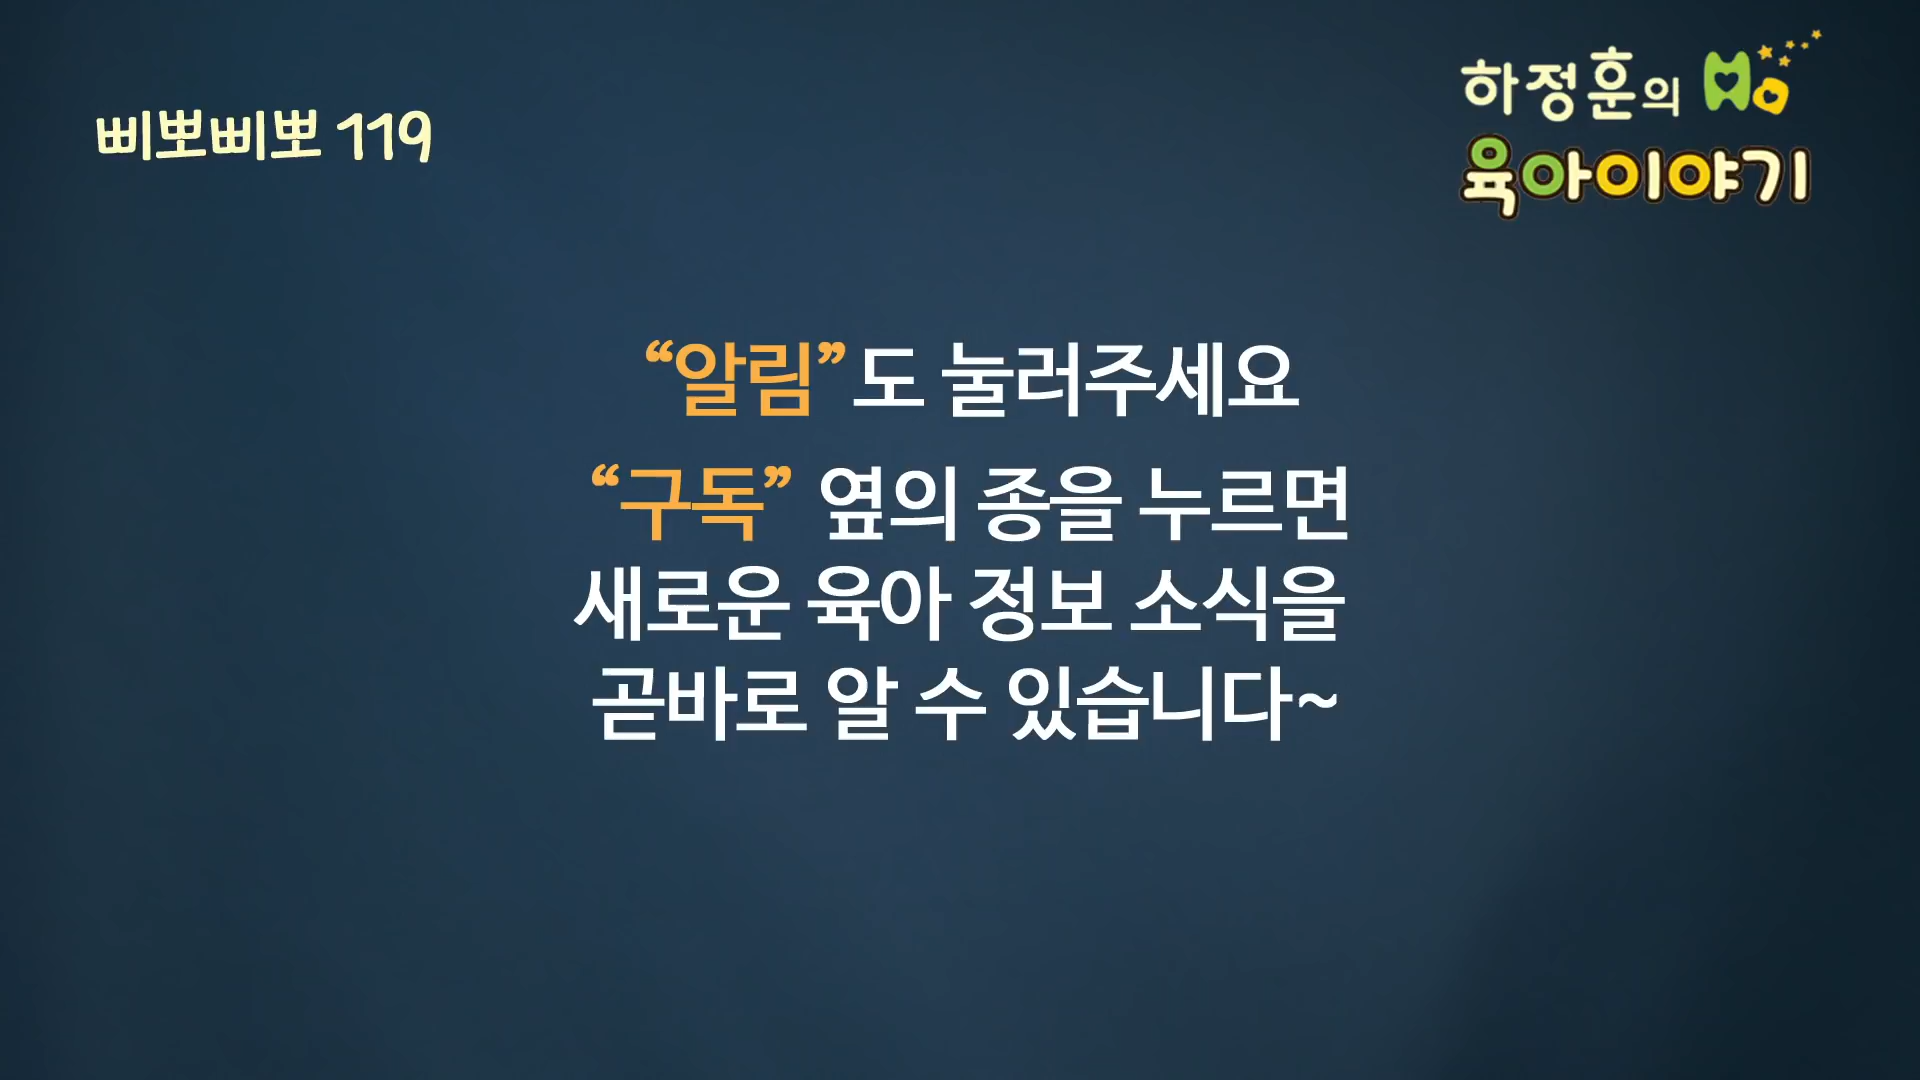 삐뽀삐뽀 119
하정훈의
육아이야기
“알림”도 눌러주세요
“구독” 옆의 종을 누르면
새로운 육아 정보 소식을
곧바로 알 수 있습니다~